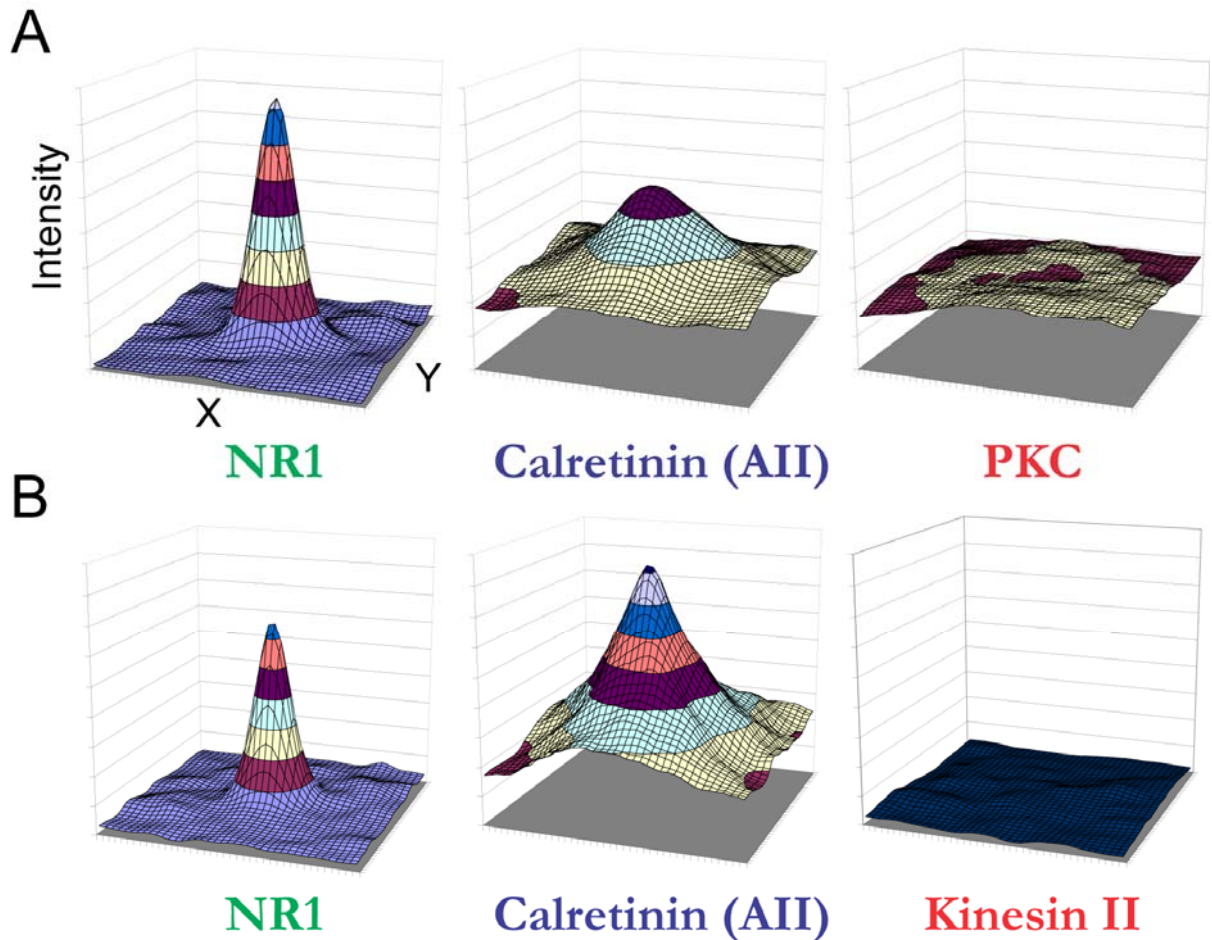 A
Intensity
X
Y
NR1 Calretinin (AII) PKC
B
NR1 Calretinin (AII) Kinesin II